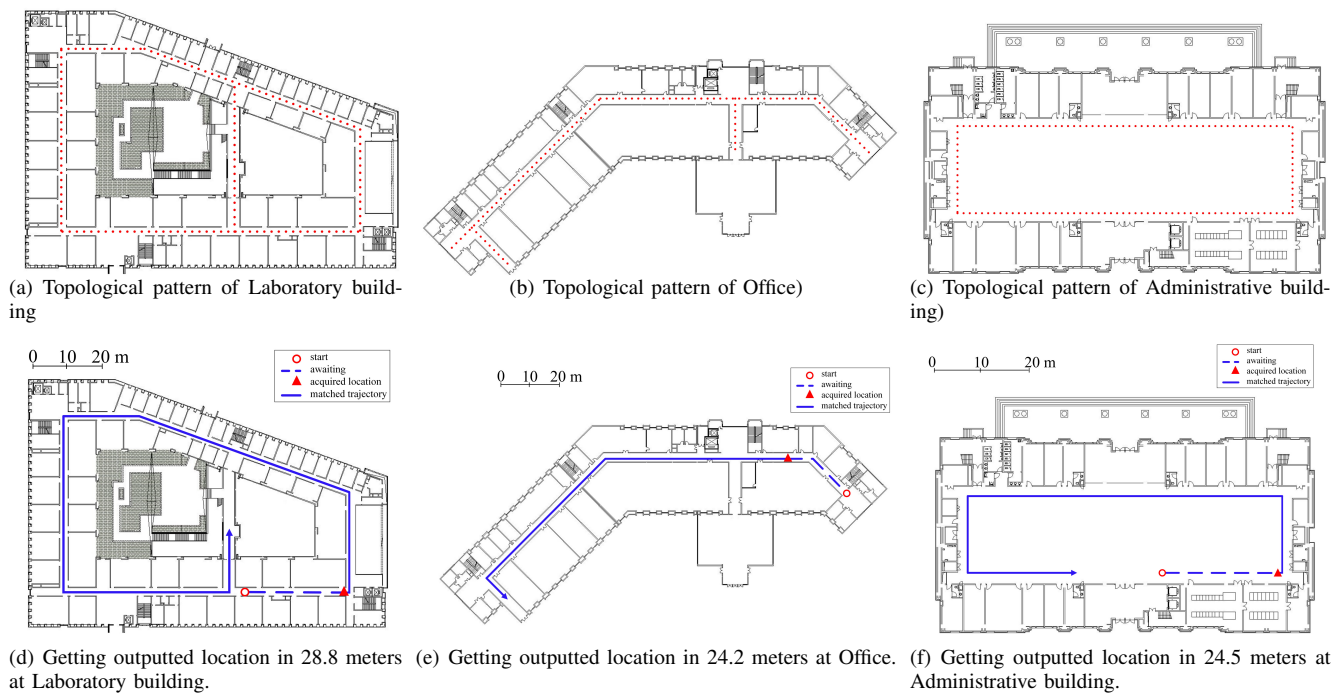 (a) Topological pattern of Laboratory build-
ing
(b) Topological pattern of Office)
(c) Topological pattern of Administrative build-
ing)
0 10 20 m
start
awaiting
acquired location
matched trajectory
0 10 20 m
start
awaiting
acquired location
matched trajectory
0 10 20 m
start
awaiting
acquired location
matched trajectory
(d) Getting outputted location in 28.8 meters
at Laboratory building.
(e) Getting outputted location in 24.2 meters at Office.
(f) Getting outputted location in 24.5 meters at
Administrative building.